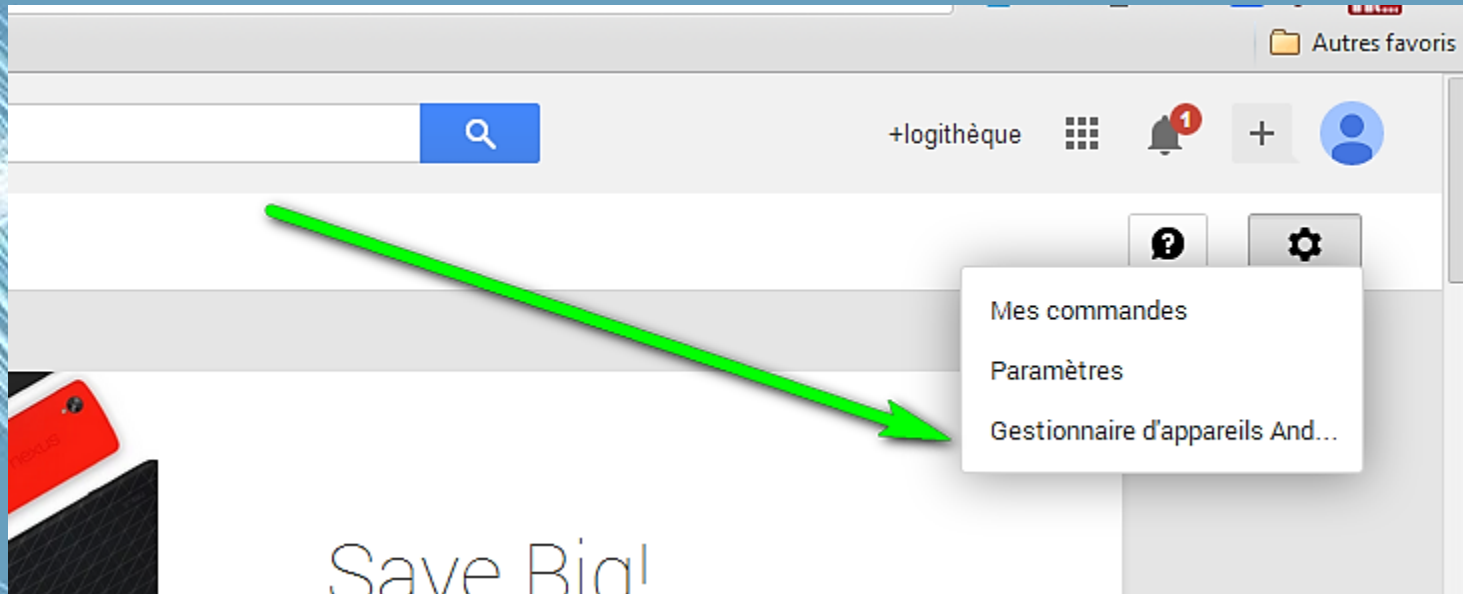 Autres favoris
+logithèque
1
Mes commandes
Paramètres
Gestionnaire d'appareils And...
nexus
Save Big!